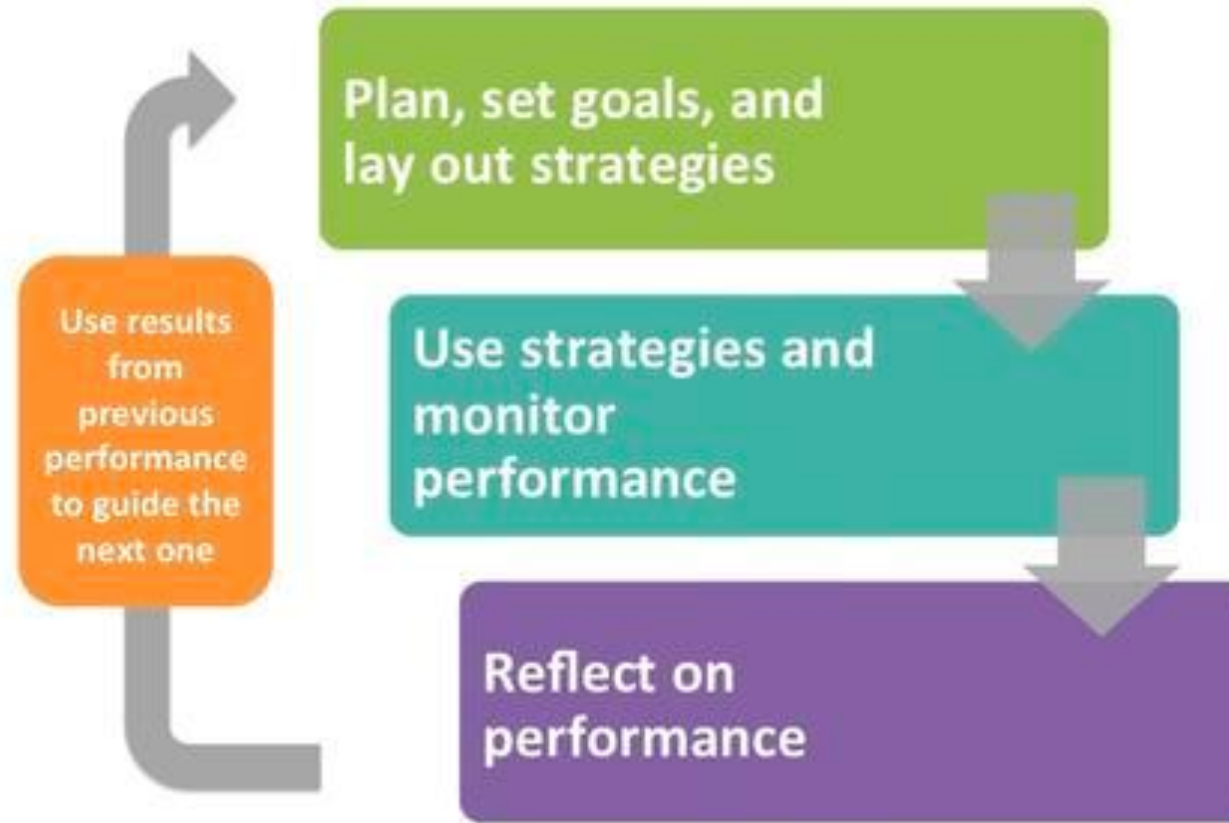 Plan, set goals, and
lay out strategies
Use strategies and
monitor
performance
Reflect on
performance
Use results
from
previous
performance
to guide the
next one